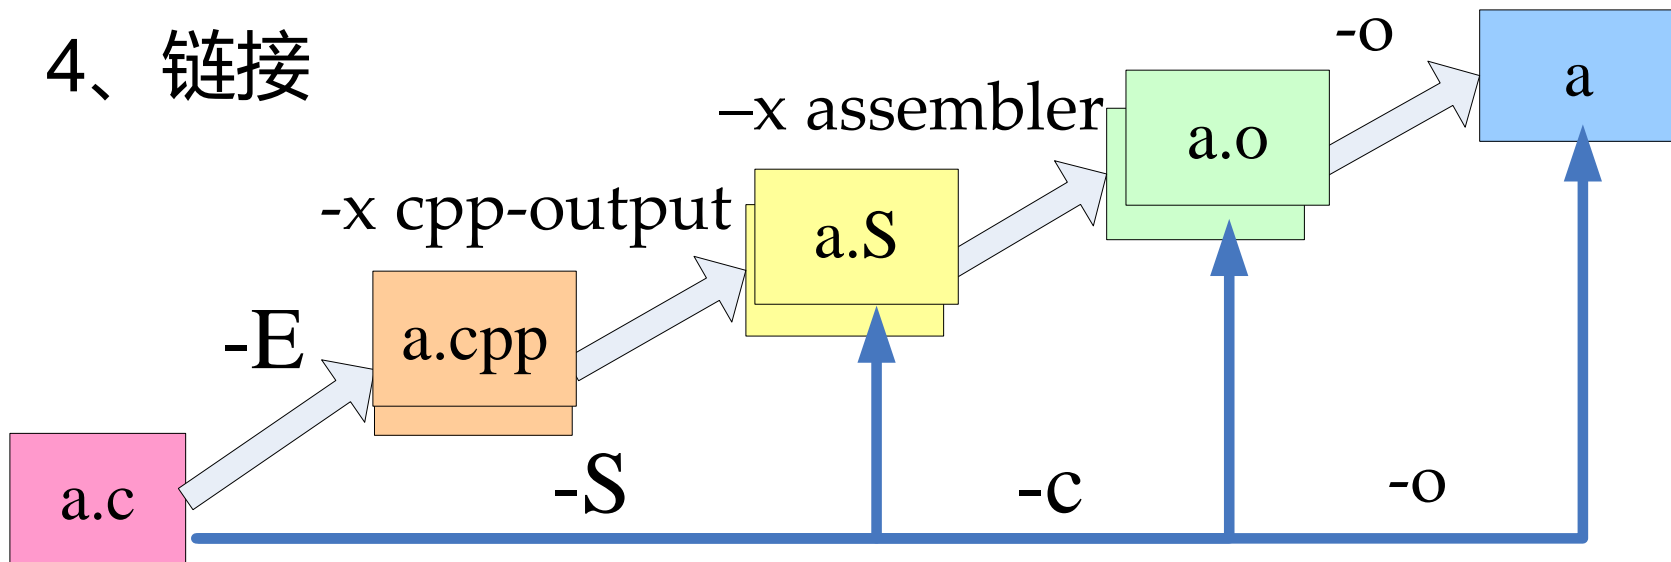 4、链接
-o
a
–x assembler
a.o
-x cpp-output
a.S
-E
a.cpp
a.c
-S
-c
-o